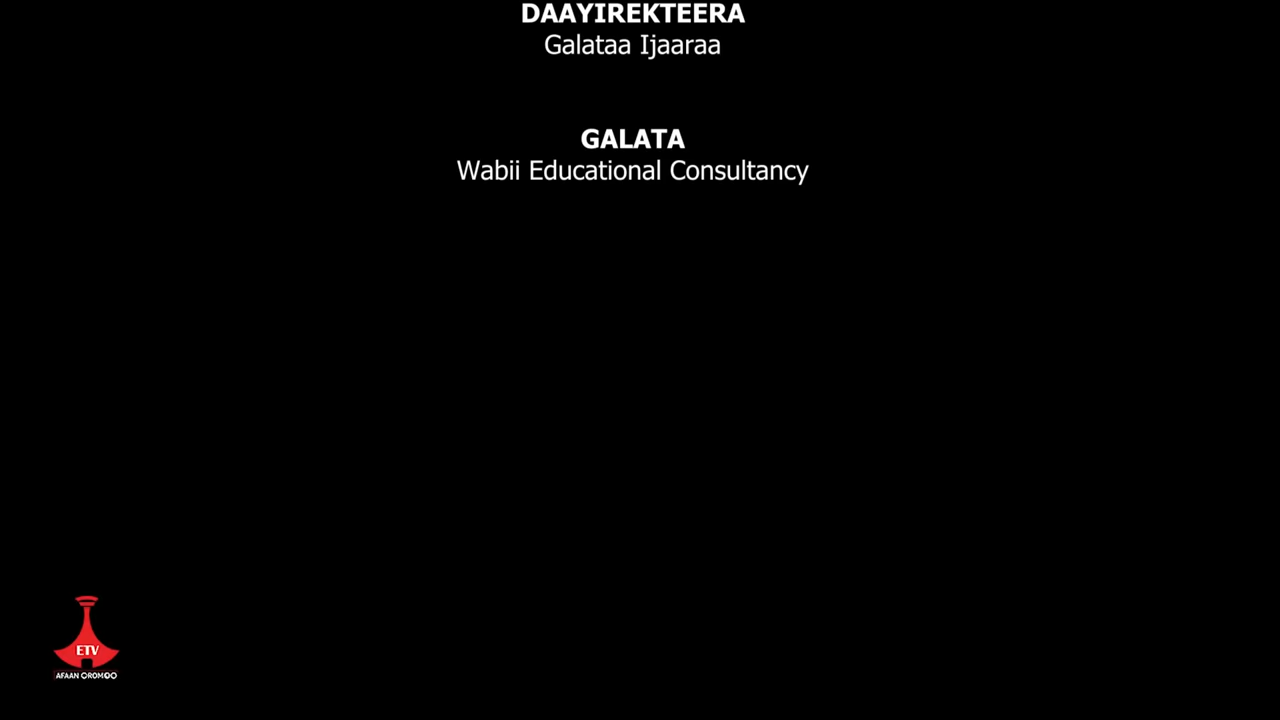 DAAYIREKTEERA
Galataa Ijaaraa
GALATA
Wabii Educational Consultancy
ETV
AFAAN OROMOO